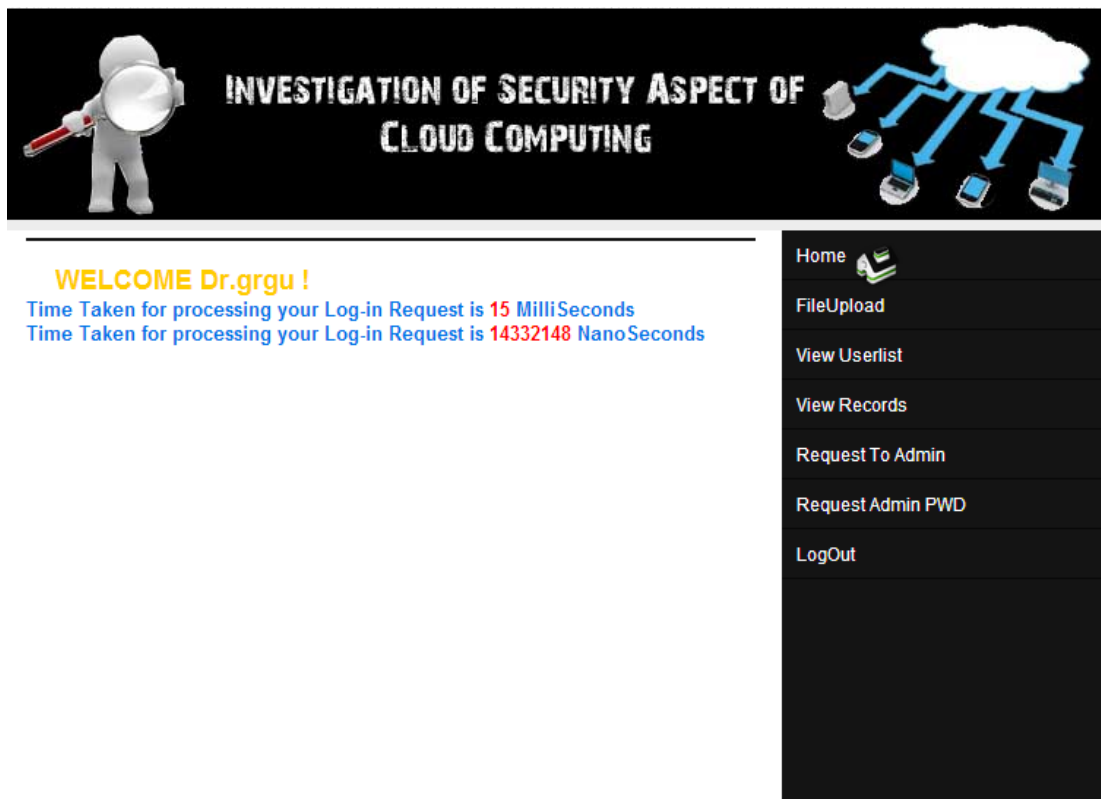 INVESTIGATION OF SECURITY ASPECT OF
CLOUD COMPUTING
WELCOME Dr.grgu !
Time Taken for processing your Log-in Request is 15 MilliSeconds
Time Taken for processing your Log-in Request is 14332148 NanoSeconds
Home
FileUpload
View Userlist
View Records
Request To Admin
Request Admin PWD
LogOut